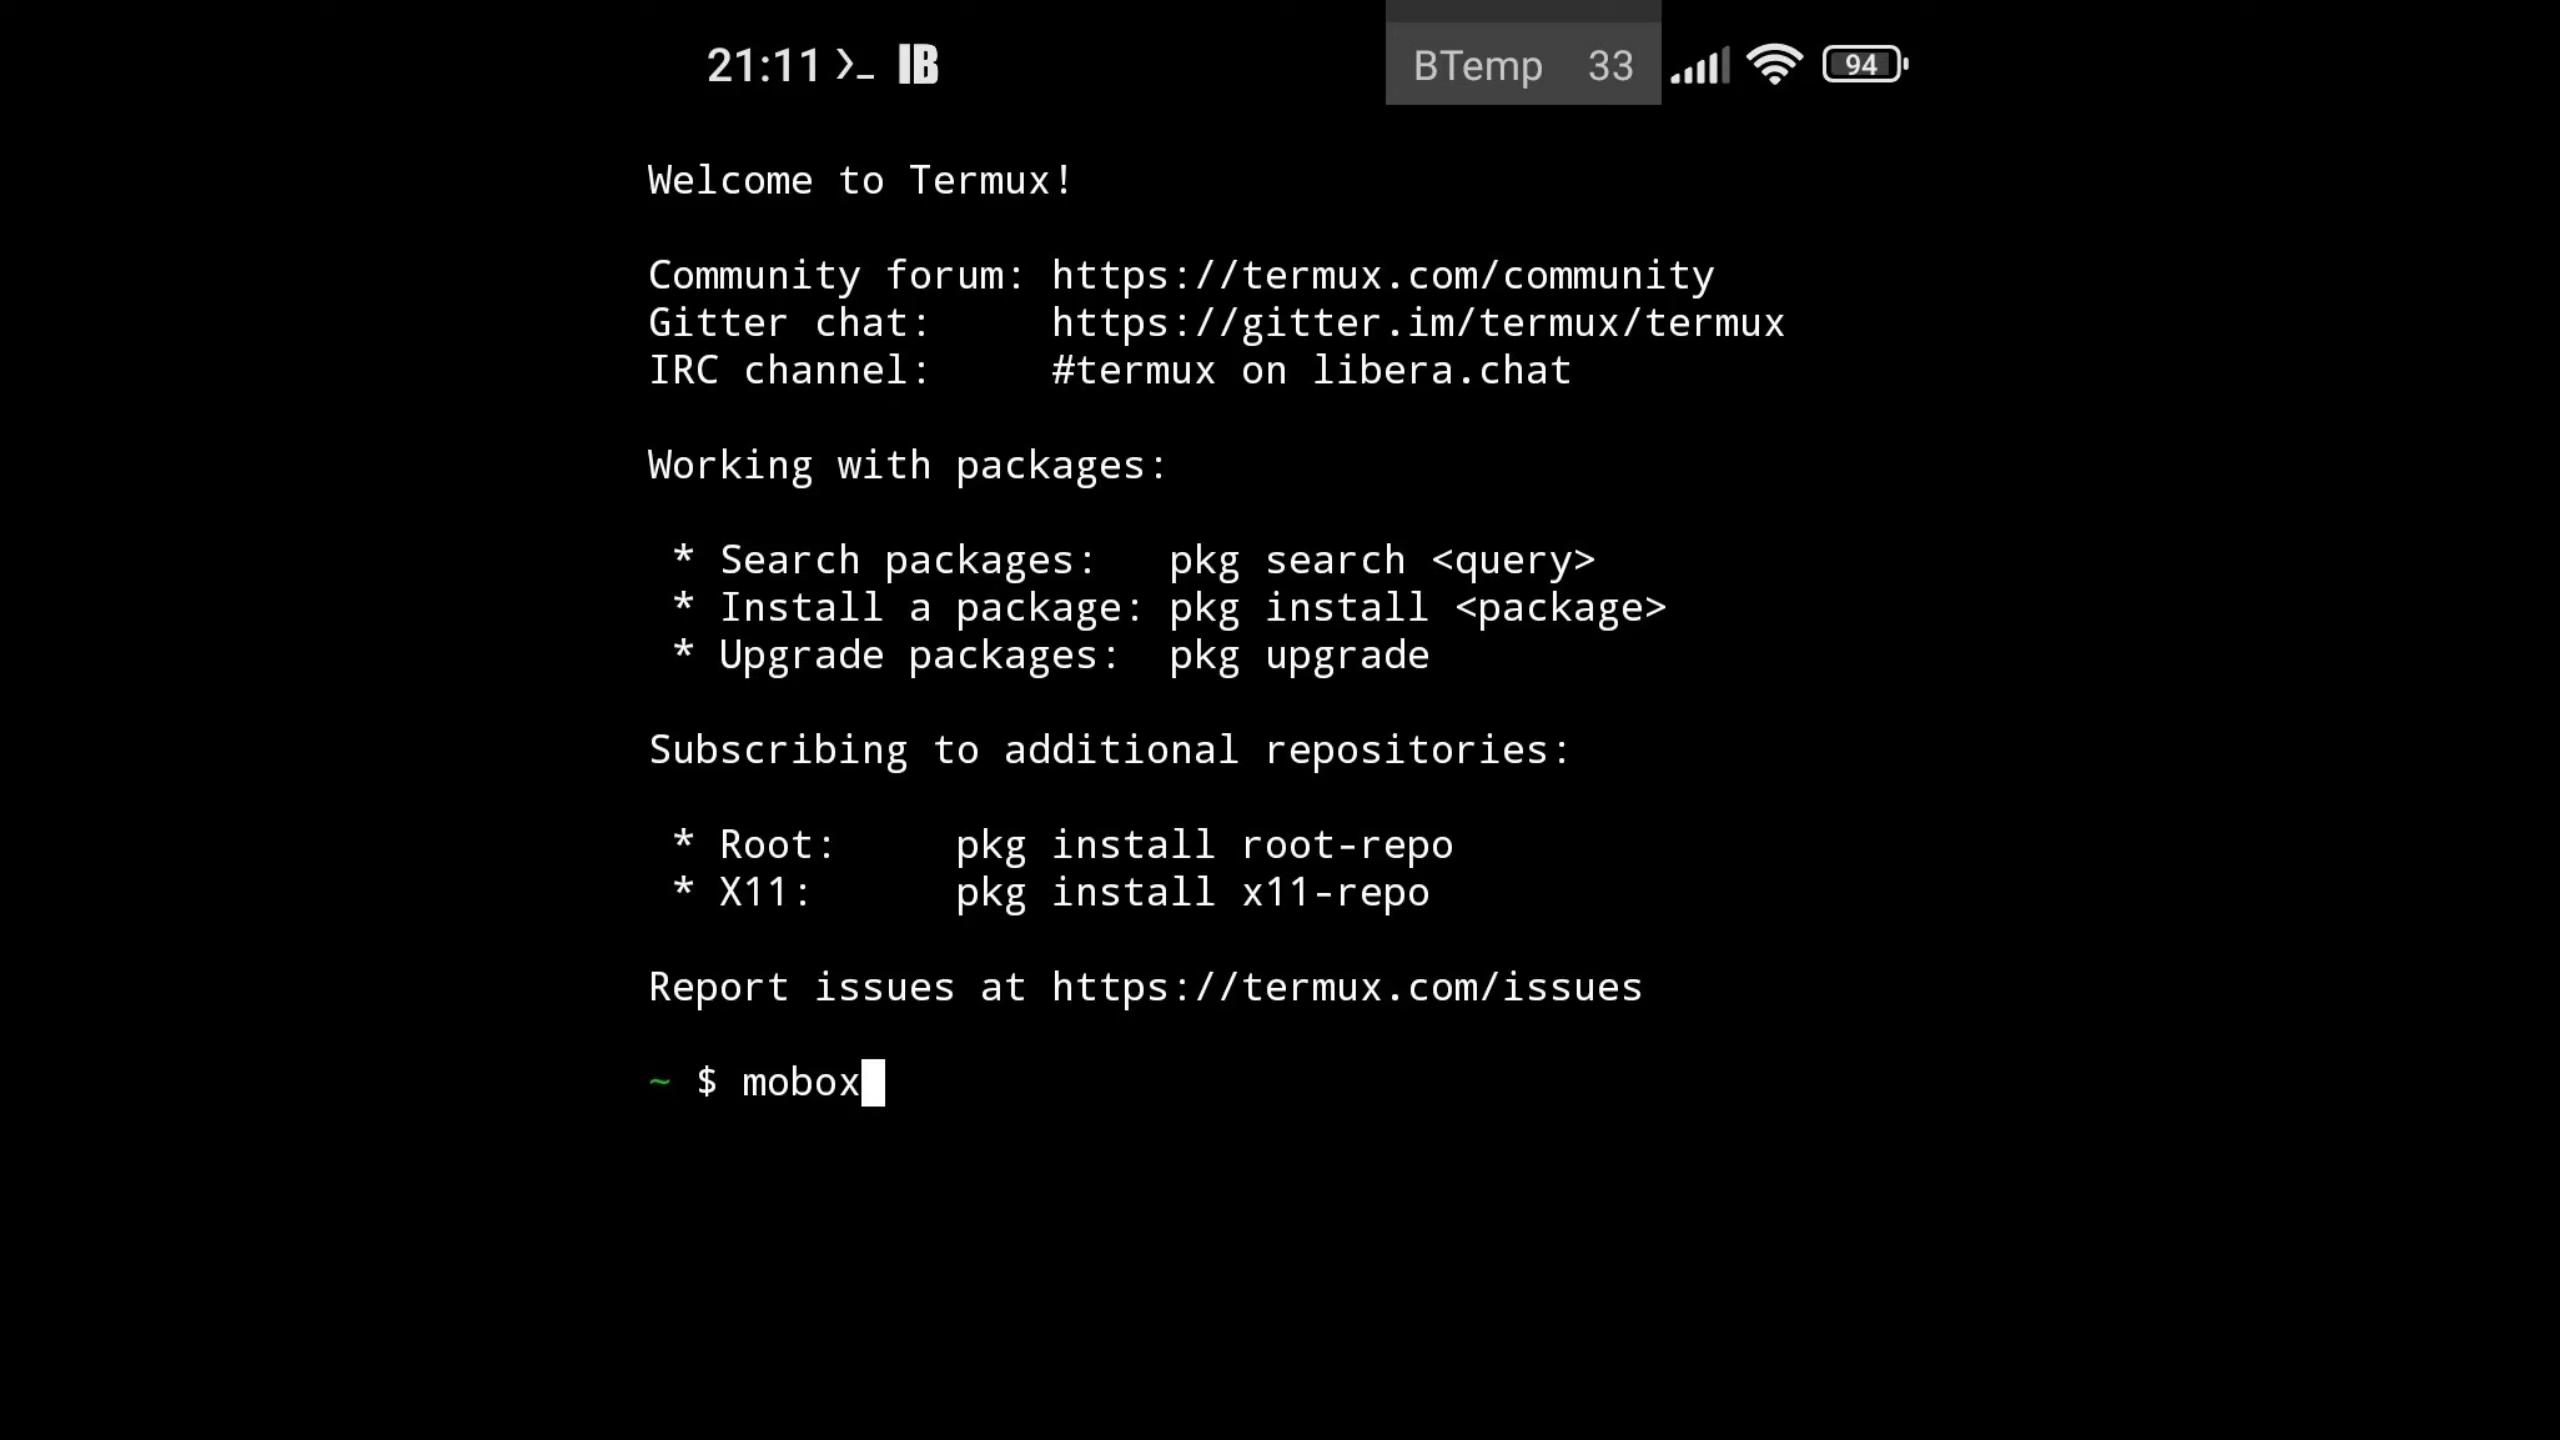 21:11 IB BTemp 33 94
Welcome to Termux!
Community forum: https://termux.com/community
Gitter chat:     https://gitter.im/termux/termux
IRC channel:     #termux on libera.chat
Working with packages:
 * Search packages:   pkg search <query>
 * Install a package: pkg install <package>
 * Upgrade packages:  pkg upgrade
Subscribing to additional repositories:
 * Root:     pkg install root-repo
 * X11:      pkg install x11-repo
Report issues at https://termux.com/issues
~ $ mobox